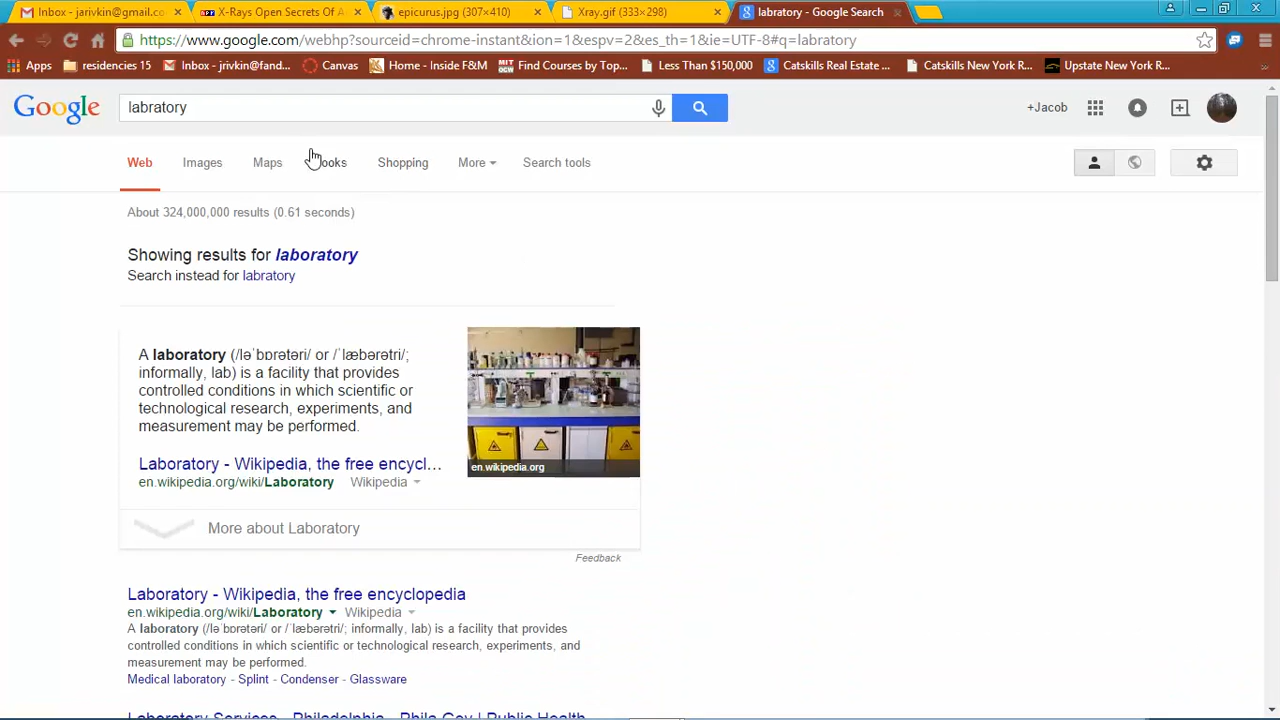 Inbox - jarivkin@gmail.co
X-Rays Open Secrets Of A
epicurus.jpg (307×410)
Xray.gif (333×298)
labratory - Google Search
https://www.google.com/webhp?sourceid=chrome-instant&ion=1&espv=2&es_th=1&ie=UTF-8#q=labratory
Apps residencies 15 Inbox - jrivkin@fand... Canvas Home - Inside F&M Find Courses by Top... Less Than $150,000 Catskills Real Estate ... Catskills New York R... Upstate New York R...
Google labratory +Jacob
Web Images Maps Shopping More Search tools
About 324,000,000 results (0.61 seconds)
Showing results for laboratory
Search instead for labratory
A laboratory (/ləˈbɒrətəri/ or /ˈlæbərətri/;
informally, lab) is a facility that provides
controlled conditions in which scientific or
technological research, experiments, and
measurement may be performed.
en.wikipedia.org
Laboratory - Wikipedia, the free encycl...
en.wikipedia.org/wiki/Laboratory Wikipedia
More about Laboratory
Feedback
Laboratory - Wikipedia, the free encyclopedia
en.wikipedia.org/wiki/Laboratory Wikipedia
A laboratory (/ləˈbɒrətəri/ or /ˈlæbərətri/; informally, lab) is a facility that provides
controlled conditions in which scientific or technological research, experiments, and
measurement may be performed.
Medical laboratory - Splint - Condenser - Glassware
Laboratory Services - Philadelphia - Phila.Gov | Public Health